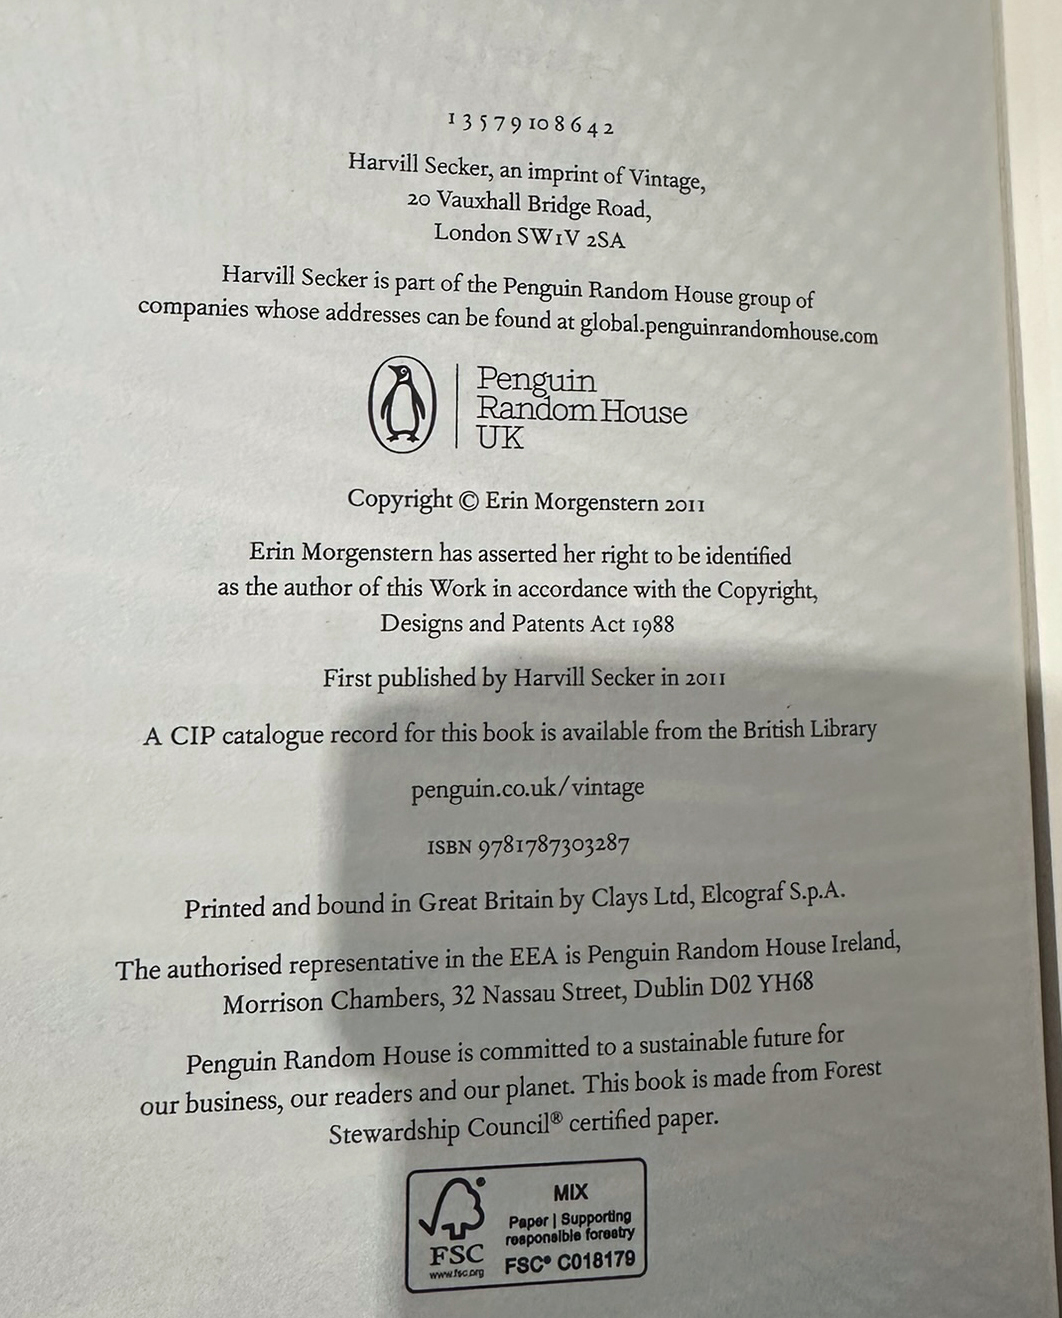 1 3 5 7 9 10 8 6 4 2
Harvill Secker, an imprint of Vintage,
20 Vauxhall Bridge Road,
London SW1V 2SA
Harvill Secker is part of the Penguin Random House group of
companies whose addresses can be found at global.penguinrandomhouse.com
Penguin
Random House
UK
Copyright © Erin Morgenstern 2011
Erin Morgenstern has asserted her right to be identified
as the author of this Work in accordance with the Copyright,
Designs and Patents Act 1988
First published by Harvill Secker in 2011
A CIP catalogue record for this book is available from the British Library
penguin.co.uk/vintage
ISBN 9781787303287
Printed and bound in Great Britain by Clays Ltd, Elcograf S.p.A.
The authorised representative in the EEA is Penguin Random House Ireland,
Morrison Chambers, 32 Nassau Street, Dublin D02 YH68
Penguin Random House is committed to a sustainable future for
our business, our readers and our planet. This book is made from Forest
Stewardship Council® certified paper.
FSC
www.fsc.org
MIX
Paper | Supporting
responsible forestry
FSC® C018179